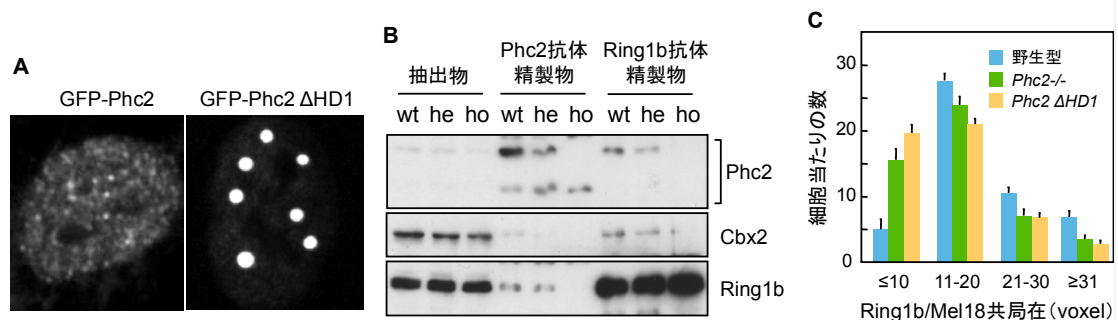 A
GFP-Phc2
GFP-Phc2 ΔHD1
B
抽出物
Phc2抗体
精製物
Ring1b抗体
精製物
wt he ho wt he ho wt he ho
Phc2
Cbx2
Ring1b
C
野生型
Phc2-/-
Phc2 ΔHD1
細胞当たりの数
30
20
10
0
≤10 11-20 21-30 ≥31
Ring1b/Mel18共局在(voxel)